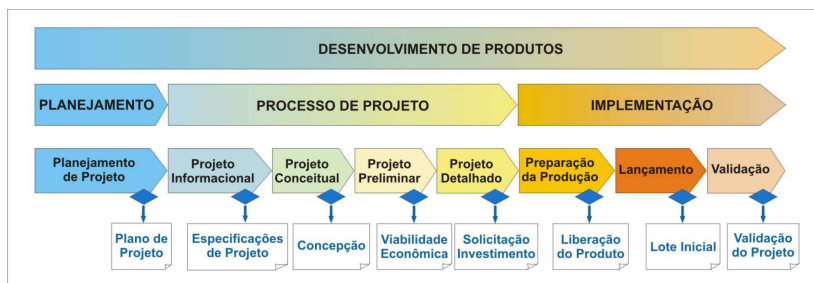 DESENVOLVIMENTO DE PRODUTOS
PLANEJAMENTO
PROCESSO DE PROJETO
IMPLEMENTAÇÃO
Planejamento
de Projeto
Projeto
Informacional
Projeto
Conceitual
Projeto
Preliminar
Projeto
Detalhado
Preparação
da Produção
Lançamento
Validação
Plano de
Projeto
Especificações
de Projeto
Concepção
Viabilidade
Econômica
Solicitação
Investimento
Liberação
do Produto
Lote Inicial
Validação
do Projeto